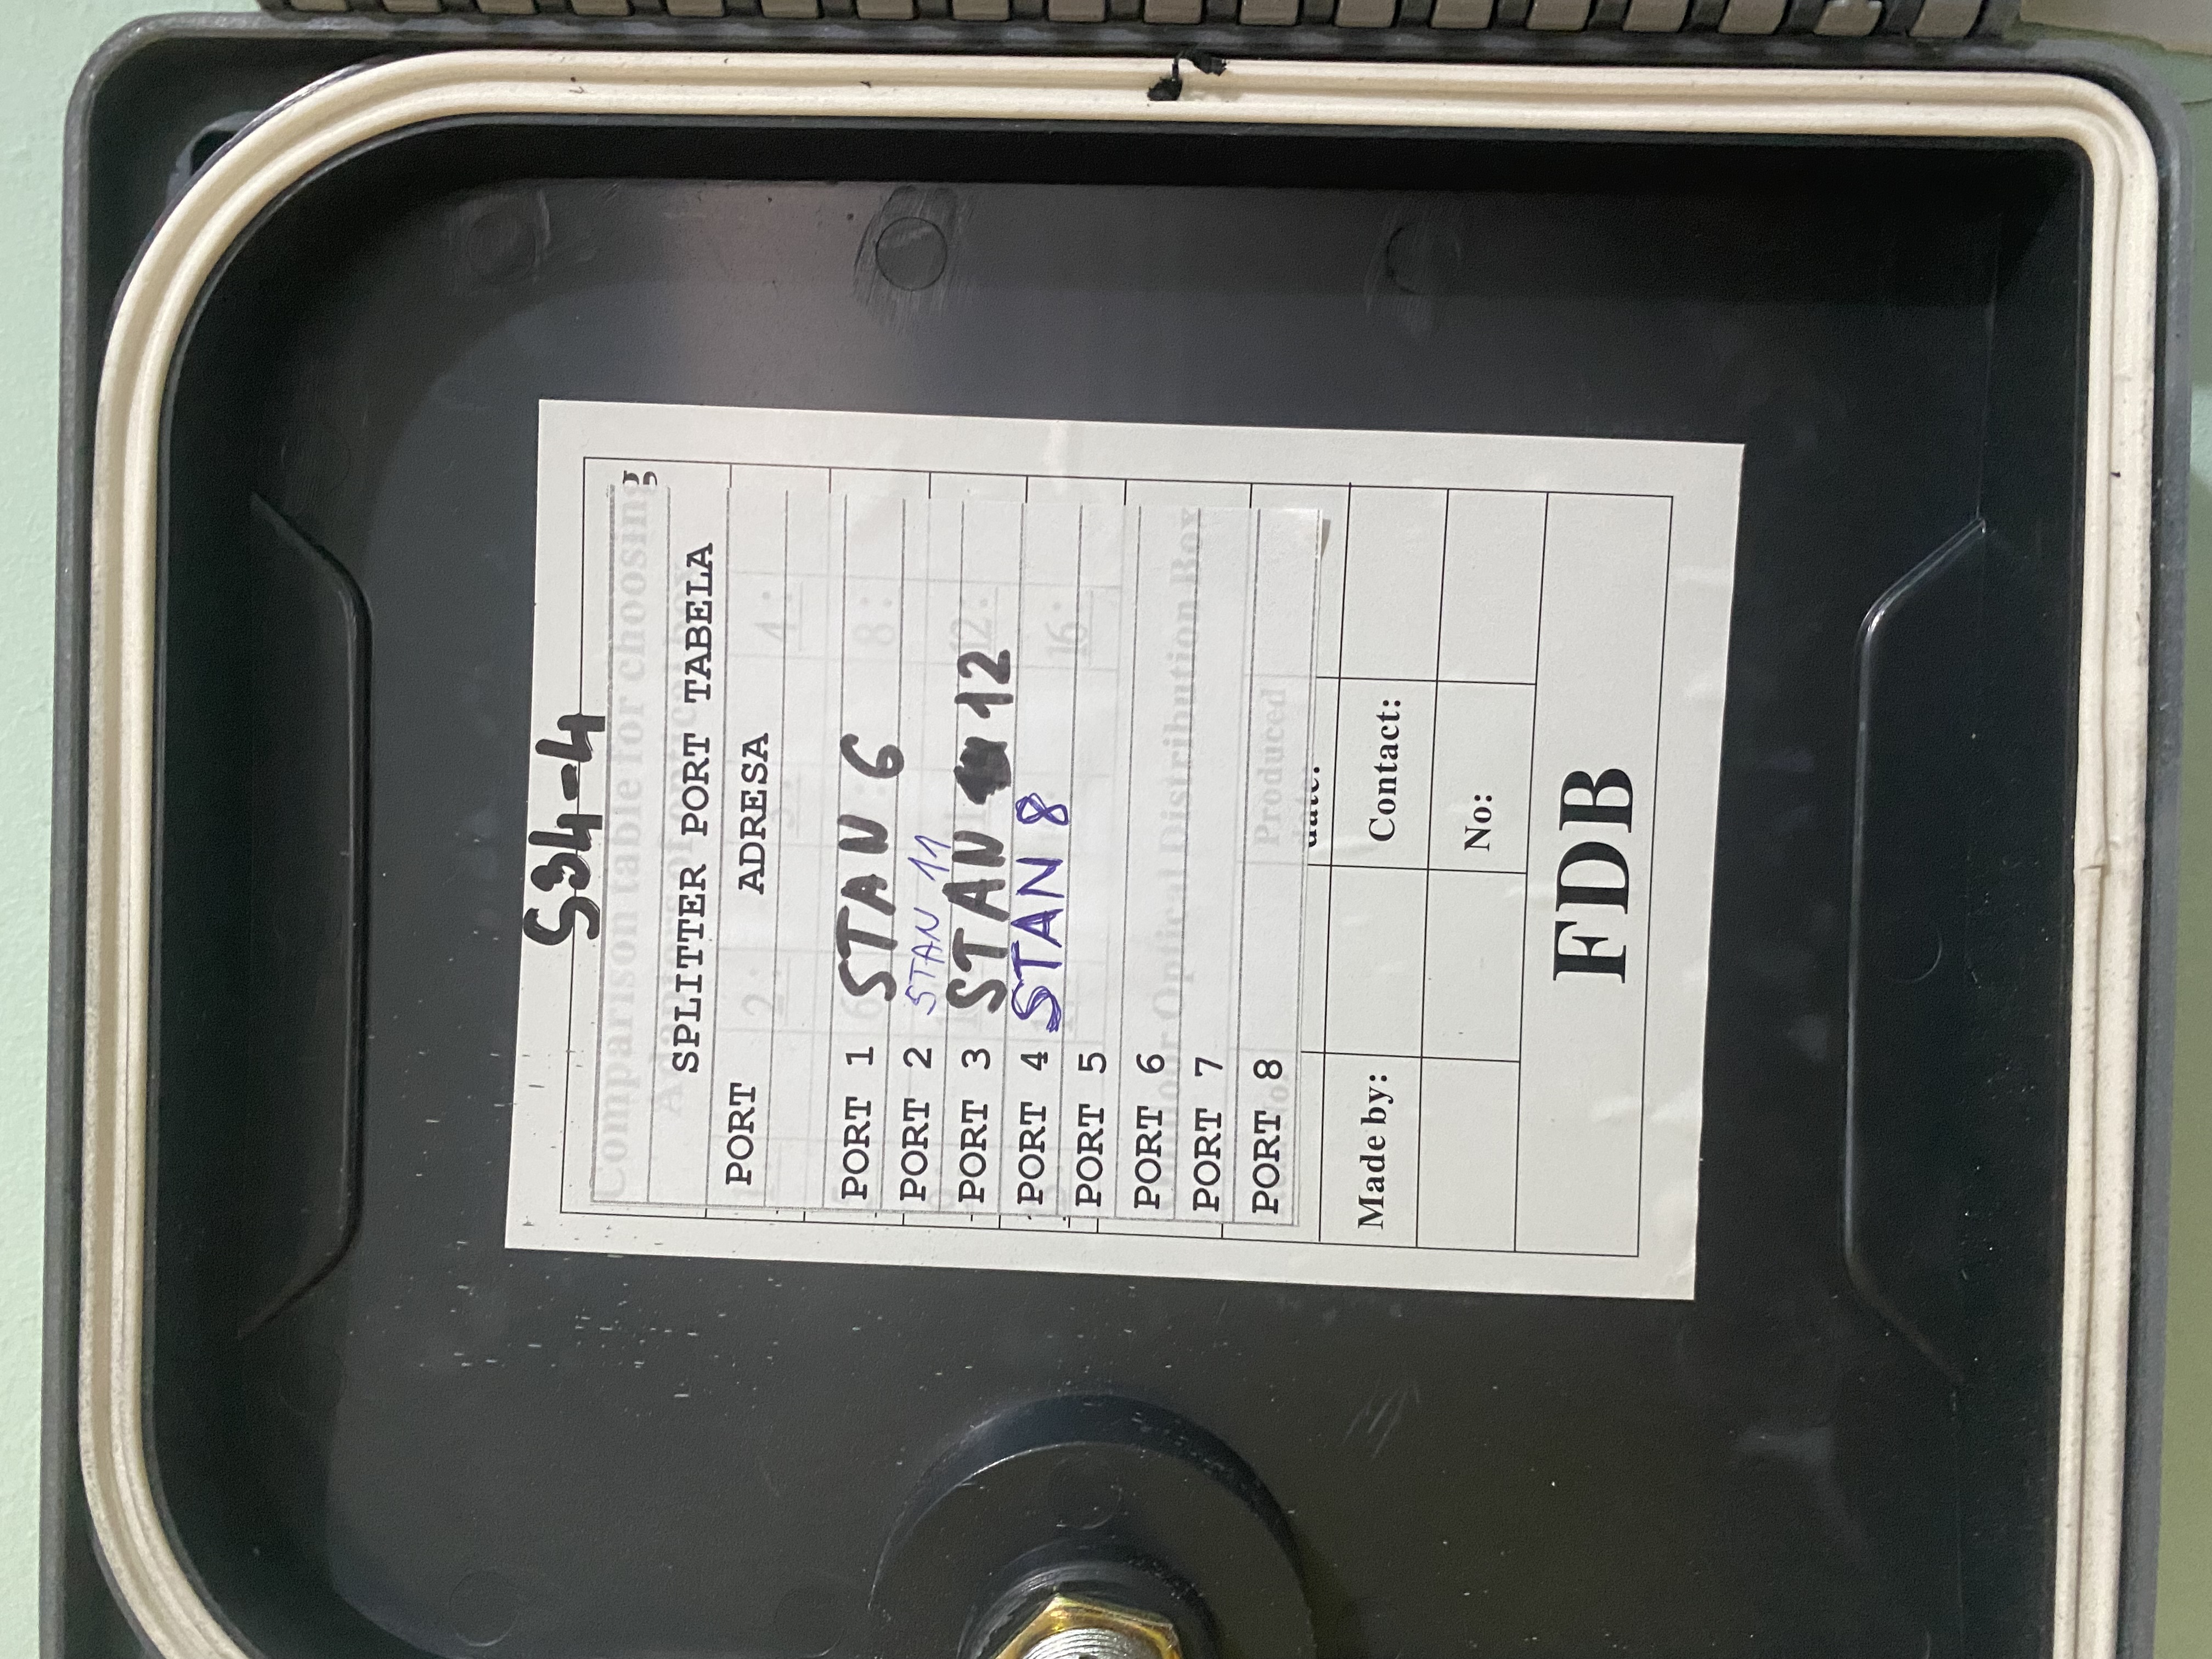 S34-4
SPLITTER PORT TABELA
PORT ADRESA
PORT 1 STAN 6
PORT 2 STAN 11
PORT 3 STAN 12
PORT 4 STAN 8
PORT 5
PORT 6
PORT 7
PORT 8
Made by: Contact:
No:
FDB